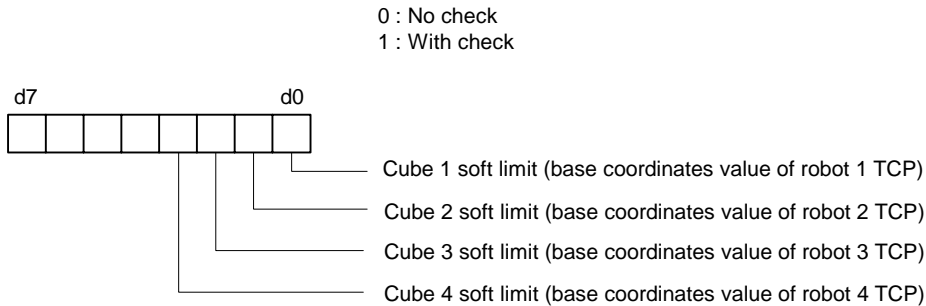 0 : No check
1 : With check
d7 d0
Cube 1 soft limit (base coordinates value of robot 1 TCP)
Cube 2 soft limit (base coordinates value of robot 2 TCP)
Cube 3 soft limit (base coordinates value of robot 3 TCP)
Cube 4 soft limit (base coordinates value of robot 4 TCP)